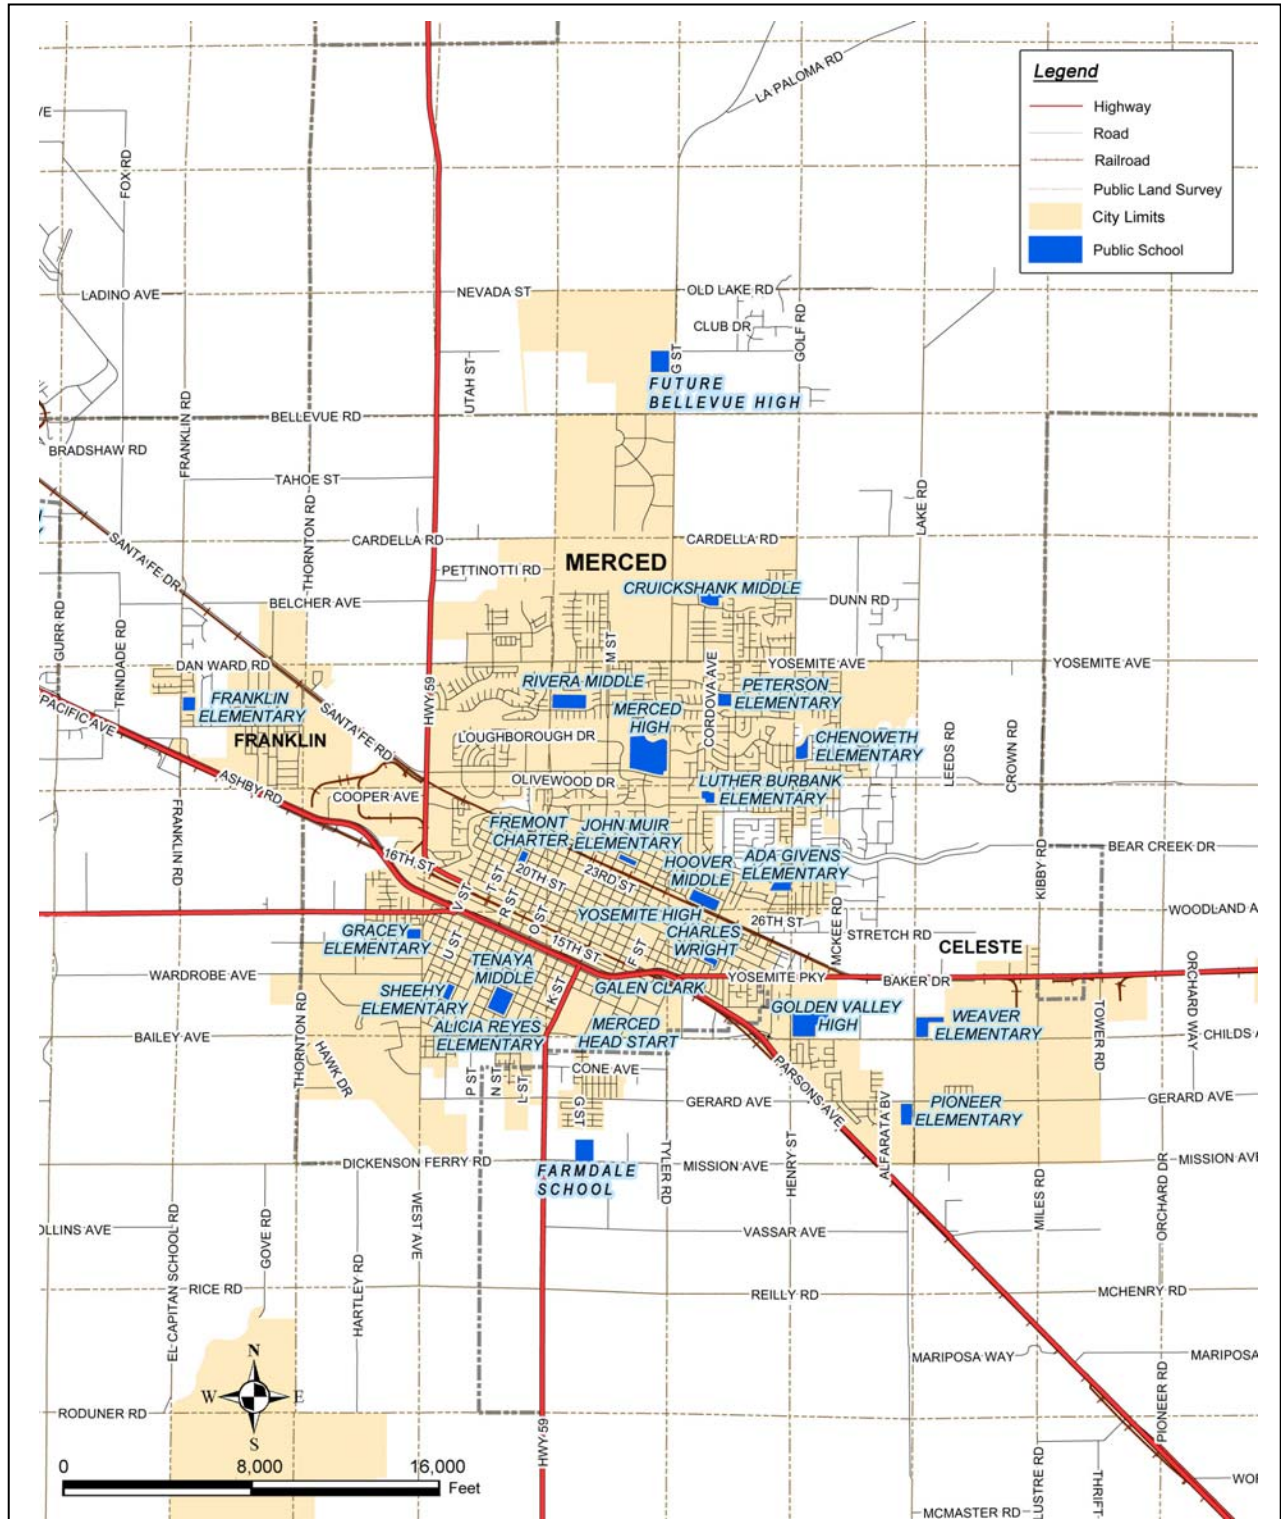 Legend
Highway
Road
Railroad
Public Land Survey
City Limits
Public School
LA PALOMA RD
FOX RD
LADINO AVE
NEVADA ST
OLD LAKE RD
CLUB DR
GOLF RD
G ST
UTAH ST
FUTURE
BELLEVUE HIGH
FRANKLIN RD
BELLEVUE RD
BRADSHAW RD
TAHOE ST
THORNTON RD
LAKE RD
SANTA FE DR
CARDELLA RD
CARDELLA RD
MERCED
PETTINOTTI RD
CRUICKSHANK MIDDLE
BELCHER AVE
DUNN RD
GURR RD
TRINDADE RD
M ST
DAN WARD RD
YOSEMITE AVE
YOSEMITE AVE
RIVERA MIDDLE
CORDOVA AVE
PETERSON
ELEMENTARY
FRANKLIN
ELEMENTARY
PACIFIC AVE
SANTA FE RD
HWY 59
MERCED
HIGH
FRANKLIN
LOUGHBOROUGH DR
CHENOWETH
ELEMENTARY
LEEDS RD
CROWN RD
ASHBY RD
OLIVEWOOD DR
LUTHER BURBANK
ELEMENTARY
COOPER AVE
FRANKLIN RD
FREMONT
CHARTER
JOHN MUIR
ELEMENTARY
16TH ST
HOOVER
MIDDLE
ADA GIVENS
ELEMENTARY
BEAR CREEK DR
KIBBY RD
T ST
20TH ST
23RD ST
V ST
R ST
O ST
YOSEMITE HIGH
26TH ST
MCKEE RD
WOODLAND A
GRACEY
ELEMENTARY
U ST
15TH ST
F ST
CHARLES
WRIGHT
STRETCH RD
CELESTE
WARDROBE AVE
TENAYA
MIDDLE
YOSEMITE PKY
BAKER DR
ORCHARD WAY
SHEEHY
ELEMENTARY
K ST
GALEN CLARK
THORNTON RD
ALICIA REYES
ELEMENTARY
MERCED
HEAD START
GOLDEN VALLEY
HIGH
WEAVER
ELEMENTARY
TOWER RD
BAILEY AVE
CHILDS A
HAWK DR
P ST
N ST
L ST
CONE AVE
PARSONS AVE
G ST
GERARD AVE
ALFARATA BV
PIONEER
ELEMENTARY
GERARD AVE
DICKENSON FERRY RD
FARMDALE
SCHOOL
TYLER RD
MISSION AVE
HENRY ST
MISSION AVE
OLLINS AVE
EL CAPITAN SCHOOL RD
GOVE RD
WEST AVE
VASSAR AVE
MILES RD
ORCHARD DR
HARTLEY RD
RICE RD
REILLY RD
MCHENRY RD
MARIPOSA WAY
MARIPOSA
N
W
E
S
RODUNER RD
HWY 59
PIONEER RD
0
8,000
16,000
Feet
LUSTRE RD
THRIFT
WO
MCMASTER RD